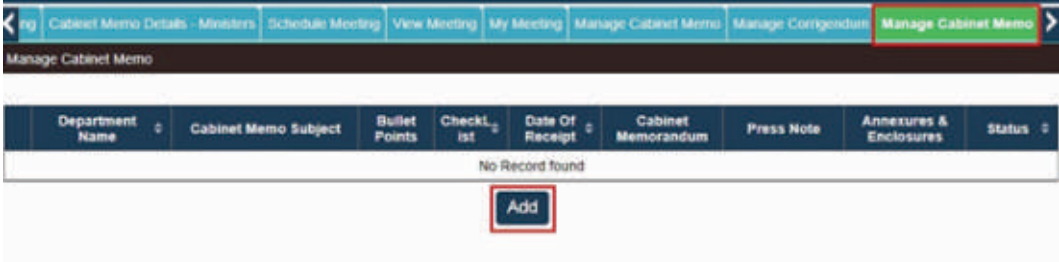 ng Cabinet Memo Details - Ministers Schedule Meeting View Meeting My Meeting Manage Cabinet Memo Manage Corrigendum Manage Cabinet Memo
Manage Cabinet Memo
Department Name Cabinet Memo Subject Bullet Points CheckList Date Of Receipt Cabinet Memorandum Press Note Annexures & Enclosures Status
No Record found
Add